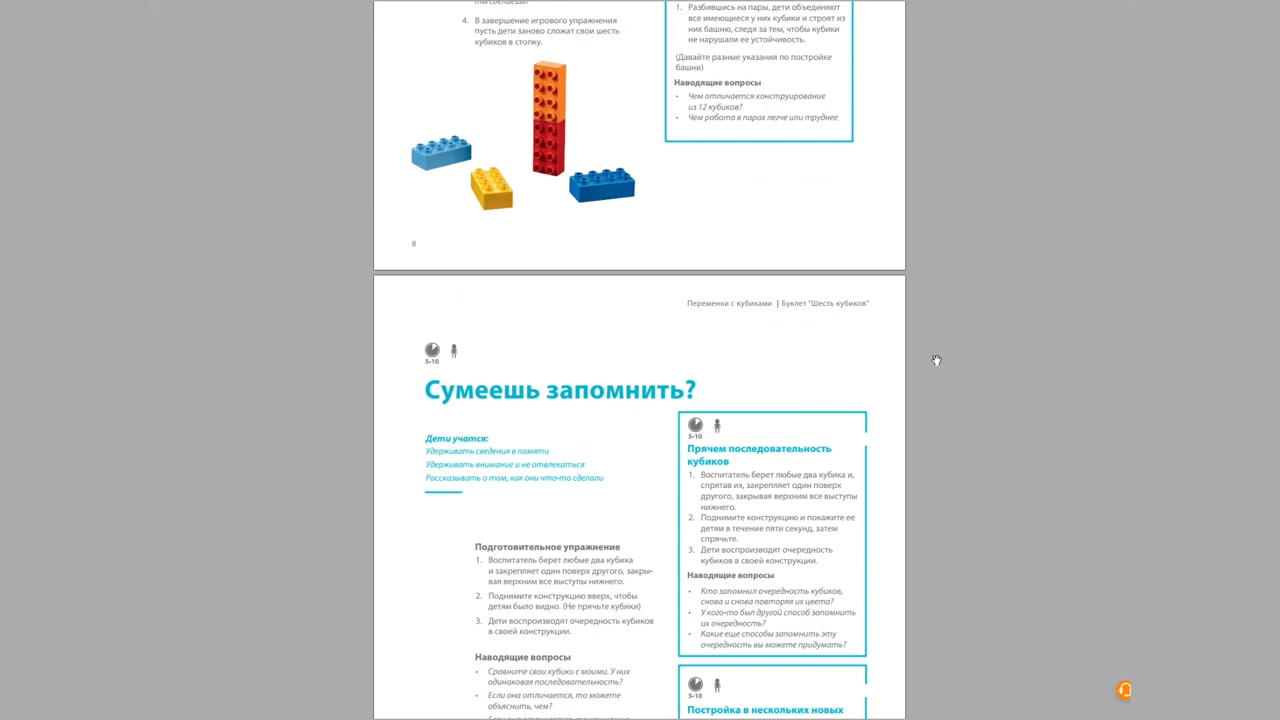 4. В завершение игрового упражнения
пусть дети заново сложат свои шесть
кубиков в стопку.
1. Разбившись на пары, дети объединяют
все имеющиеся у них кубики и строят из
них башню, следя за тем, чтобы кубики
не нарушали ее устойчивость.
(Давайте разные указания по постройке
башни)
Наводящие вопросы
• Чем отличается конструирование
из 12 кубиков?
• Чем работа в парах легче или труднее
8
Переменки с кубиками | Буклет "Шесть кубиков"
5-10
Сумеешь запомнить?
Дети учатся:
Удерживать сведения в памяти
Удерживать внимание и не отвлекаться
Рассказывать о том, как они что-то сделали
Подготовительное упражнение
1. Воспитатель берет любые два кубика
и закрепляет один поверх другого, закры-
вая верхним все выступы нижнего.
2. Поднимите конструкцию вверх, чтобы
детям было видно. (Не прячьте кубики)
3. Дети воспроизводят очередность кубиков
в своей конструкции.
Наводящие вопросы
• Сравните свои кубики с моими. У них
одинаковая последовательность?
• Если она отличается, то можете
объяснить, чем?
5-10
Прячем последовательность
кубиков
1. Воспитатель берет любые два кубика и,
спрятав их, закрепляет один поверх
другого, закрывая верхним все выступы
нижнего.
2. Поднимите конструкцию и покажите ее
детям в течение пяти секунд, затем
спрячьте.
3. Дети воспроизводят очередность
кубиков в своей конструкции.
Наводящие вопросы
• Кто запомнил очередность кубиков,
снова и снова повторяя их цвета?
• У кого-то был другой способ запомнить
их очередность?
• Какие еще способы запомнить эту
очередность вы можете придумать?
5-10
Постройка в нескольких новых